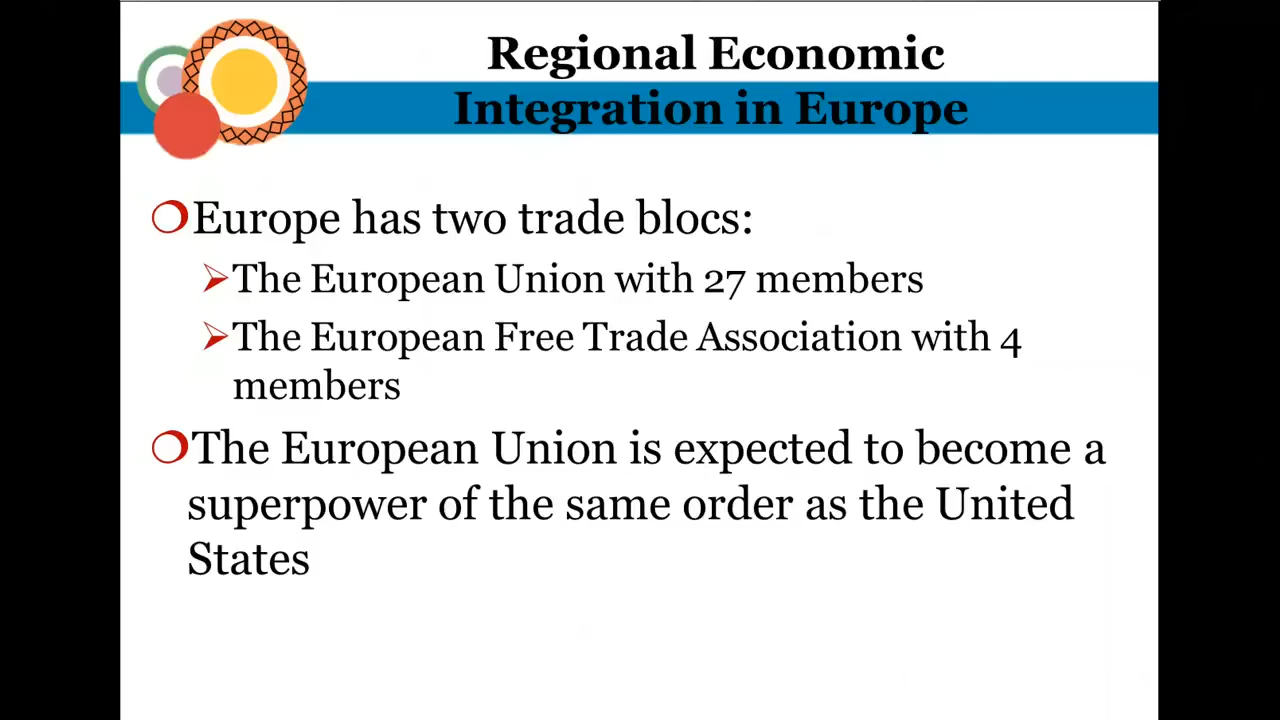 Regional Economic
Integration in Europe
Europe has two trade blocs:
The European Union with 27 members
The European Free Trade Association with 4
members
The European Union is expected to become a
superpower of the same order as the United
States